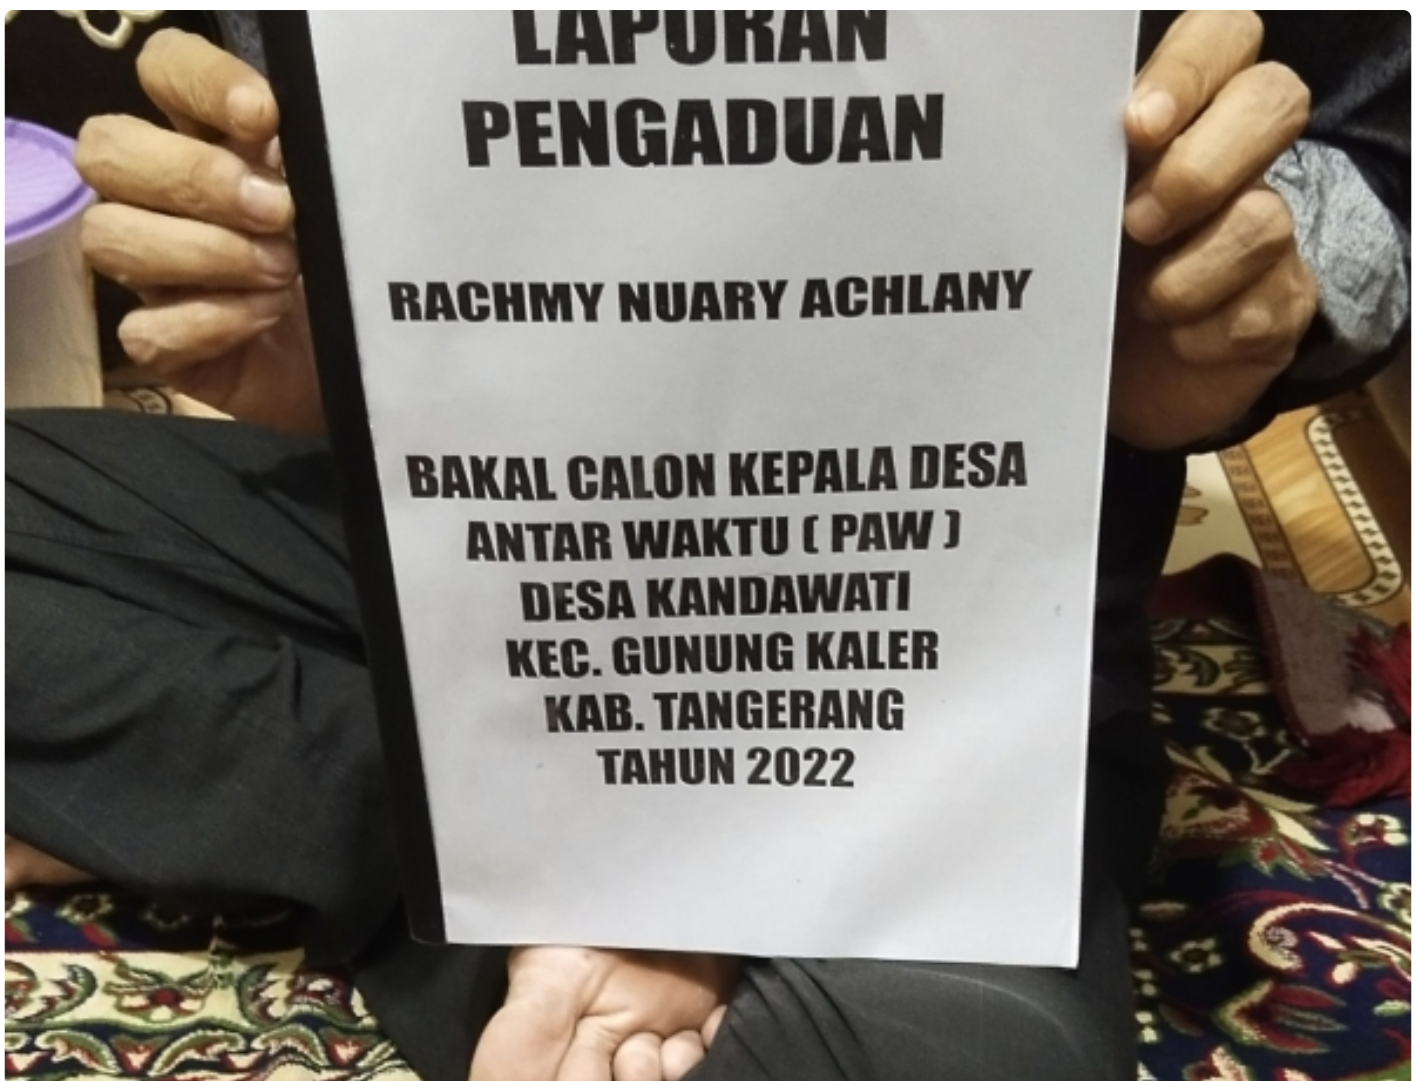 LAPORAN
PENGADUAN
RACHMY NUARY ACHLANY
BAKAL CALON KEPALA DESA
ANTAR WAKTU ( PAW )
DESA KANDAWATI
KEC. GUNUNG KALER
KAB. TANGERANG
TAHUN 2022